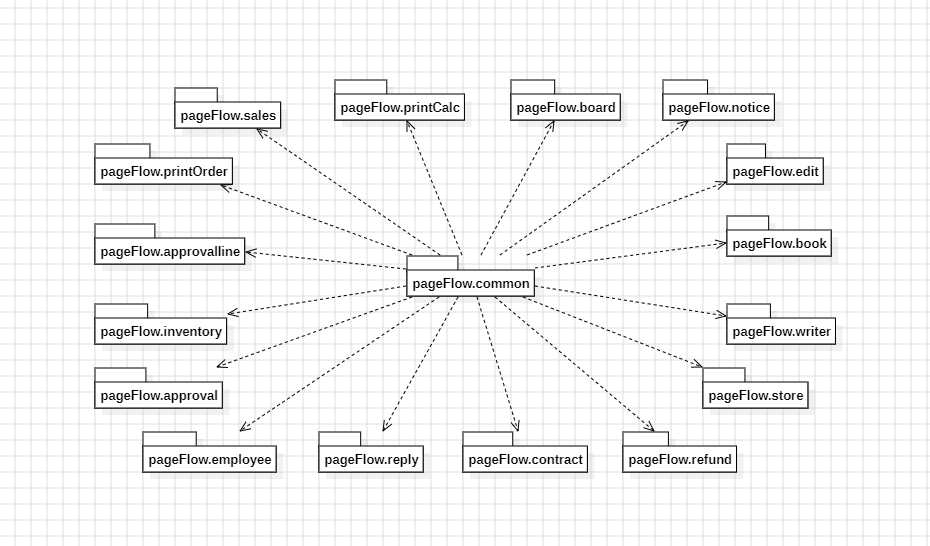 pageFlow.sales
pageFlow.printCalc
pageFlow.board
pageFlow.notice
pageFlow.printOrder
pageFlow.edit
pageFlow.approvalline
pageFlow.book
pageFlow.common
pageFlow.inventory
pageFlow.writer
pageFlow.approval
pageFlow.store
pageFlow.employee
pageFlow.reply
pageFlow.contract
pageFlow.refund